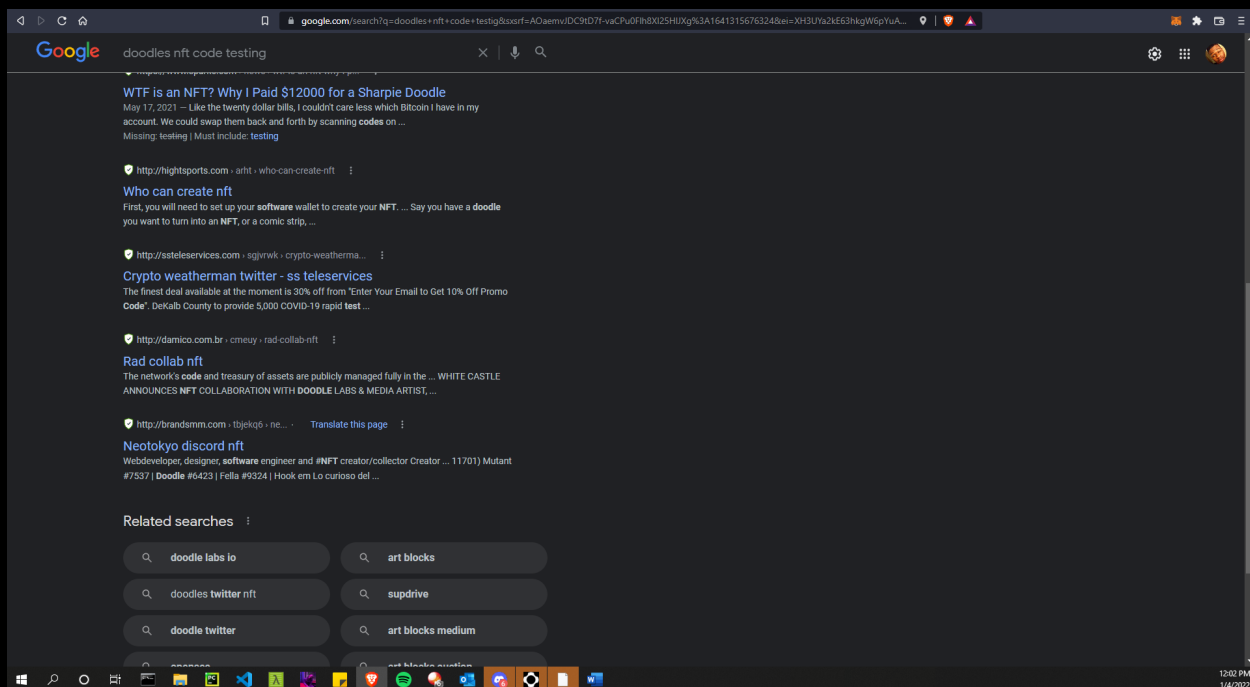 google.com/search?q=doodles+nft+code+testig&sxsrf=AOaemvJDC9tD7f-vaCPu0Flh8Xl25HIJXg%3A1641315676324&ei=XH3UYa2kE63hkgW6pYuA...
Google
doodles nft code testing
WTF is an NFT? Why I Paid $12000 for a Sharpie Doodle
May 17, 2021 — Like the twenty dollar bills, I couldn't care less which Bitcoin I have in my
account. We could swap them back and forth by scanning codes on ...
Missing: testing | Must include: testing
http://hightsports.com › arht › who-can-create-nft
Who can create nft
First, you will need to set up your software wallet to create your NFT. ... Say you have a doodle
you want to turn into an NFT, or a comic strip, ...
http://ssteleservices.com › sgjvrwk › crypto-weatherma...
Crypto weatherman twitter - ss teleservices
The finest deal available at the moment is 30% off from "Enter Your Email to Get 10% Off Promo
Code". DeKalb County to provide 5,000 COVID-19 rapid test ...
http://damico.com.br › cmeuy › rad-collab-nft
Rad collab nft
The network's code and treasury of assets are publicly managed fully in the ... WHITE CASTLE
ANNOUNCES NFT COLLABORATION WITH DOODLE LABS & MEDIA ARTIST, ...
http://brandsmm.com › tbjekq6 › ne... · Translate this page
Neotokyo discord nft
Webdeveloper, designer, software engineer and #NFT creator/collector Creator ... 11701) Mutant
#7537 | Doodle #6423 | Fella #9324 | Hook em Lo curioso del ...
Related searches
doodle labs io
art blocks
doodles twitter nft
supdrive
doodle twitter
art blocks medium
art blocks auction
12:02 PM
1/4/2022